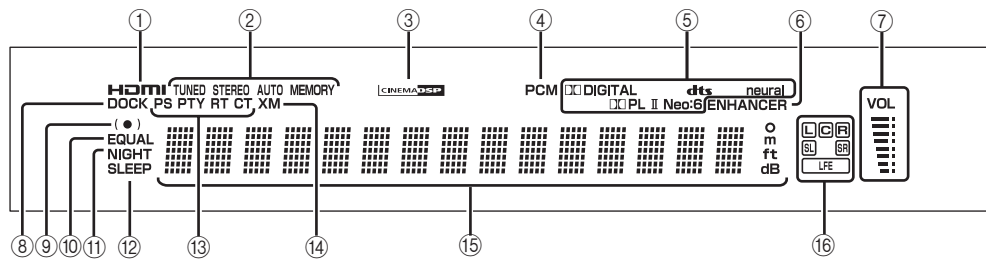 ① ② ③ ④ ⑤ ⑥ ⑦
HDMI TUNED STEREO AUTO MEMORY CINEMA DSP PCM DIGITAL dts neural VOL
DOCK PS PTY RT CT XM PL II Neo:6 ENHANCER
EQUAL
NIGHT
SLEEP
m
ft
dB
L C R
SL SR
LFE
⑧ ⑨ ⑩ ⑪ ⑫ ⑬ ⑭ ⑮ ⑯